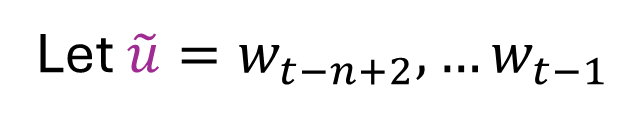 Let ũ = w_{t−n+2}, … w_{t−1}